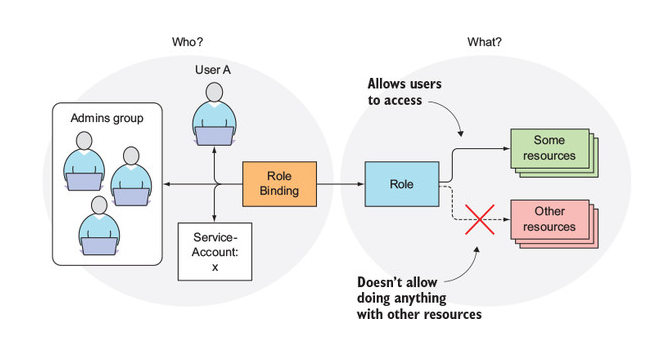 Who?
What?
User A
Allows users
to access
Admins group
Some
resources
Role
Binding
Role
Other
resources
Service-
Account:
x
Doesn't allow
doing anything
with other resources